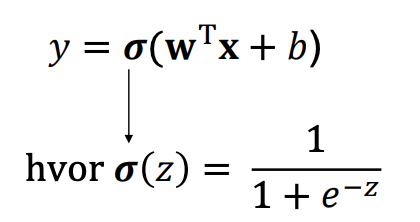 y = σ(wᵀx + b)
hvor σ(z) = 1 / (1 + e⁻ᶻ)